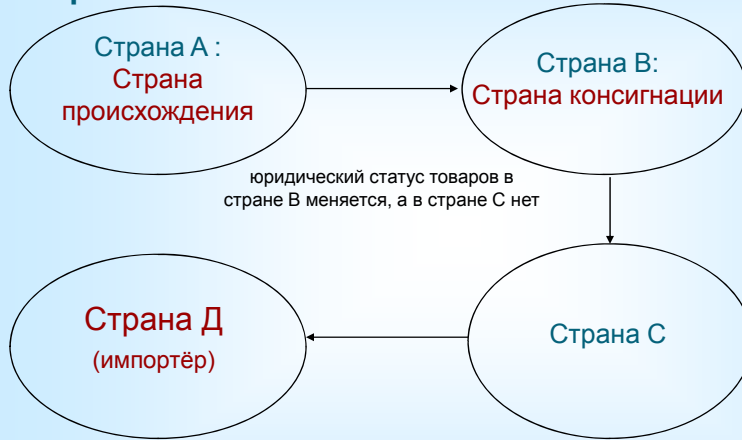 Страна А :
Страна
происхождения
Страна В:
Страна консигнации
юридический статус товаров в
стране В меняется, а в стране С нет
Страна Д
(импортёр)
Страна С